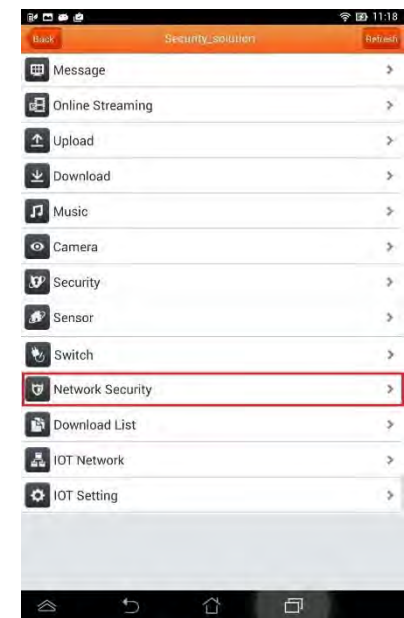 11:18
Back
Security_solution
Refresh
Message
Online Streaming
Upload
Download
Music
Camera
Security
Sensor
Switch
Network Security
Download List
IOT Network
IOT Setting